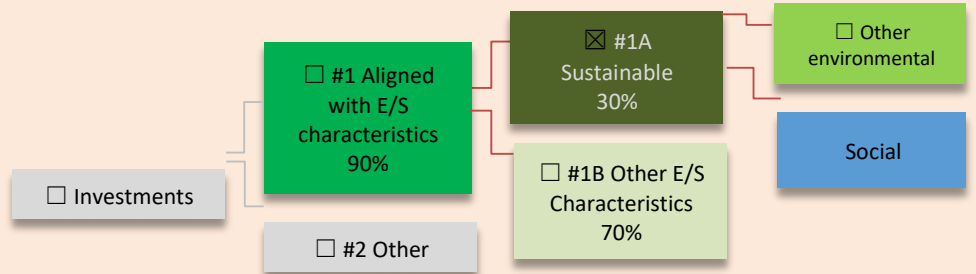 ☐ Investments
☐ #1 Aligned
with E/S
characteristics
90%
☐ #2 Other
☒ #1A
Sustainable
30%
☐ #1B Other E/S
Characteristics
70%
☐ Other
environmental
Social